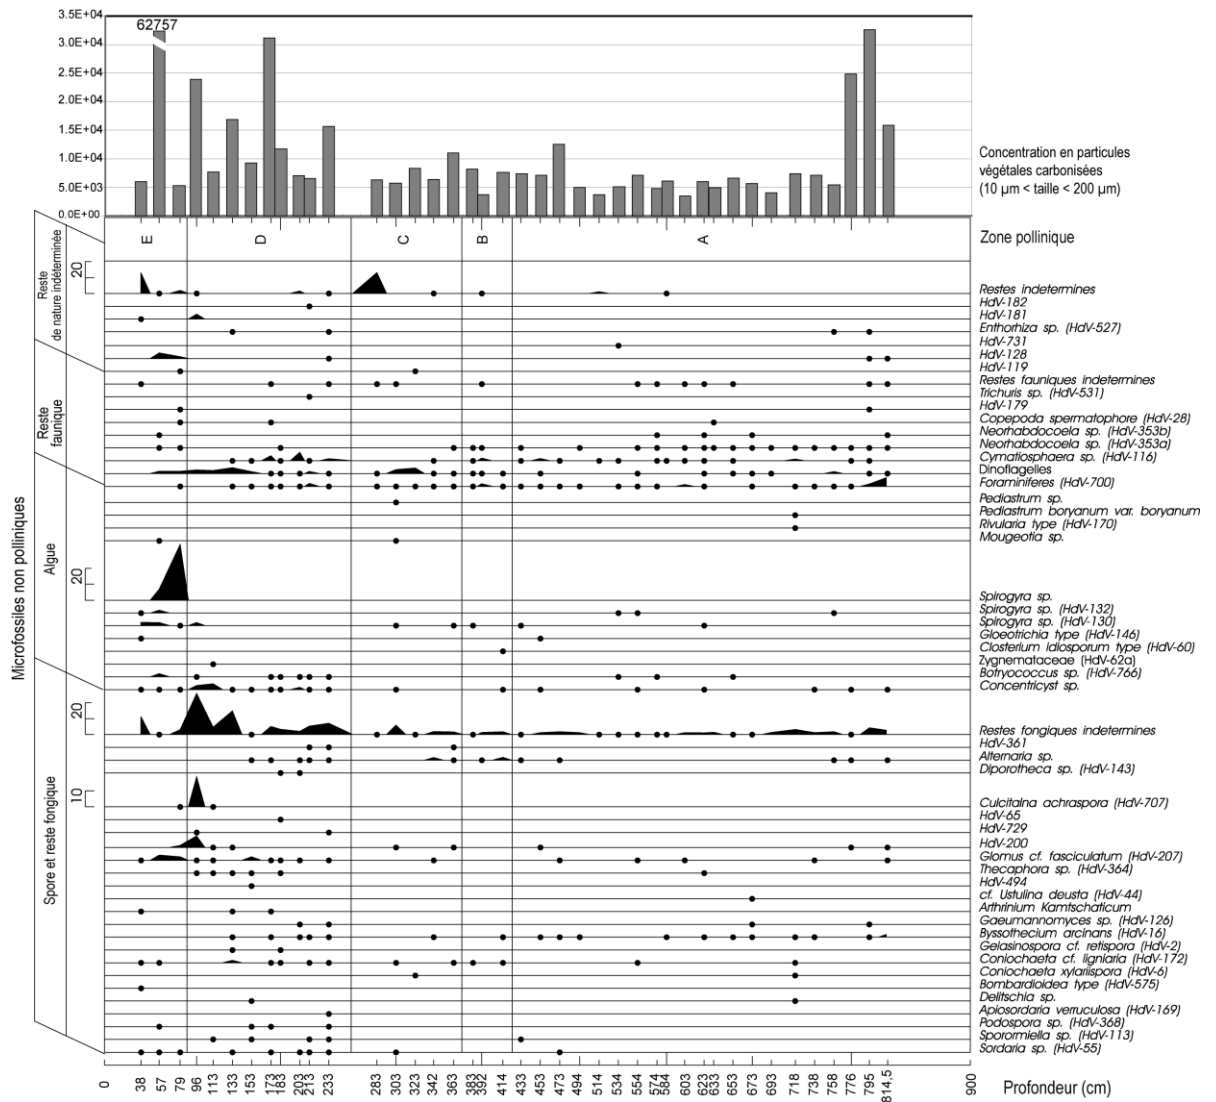 62757
3.5E+04
3.0E+04
2.5E+04
2.0E+04
1.5E+04
1.0E+04
5.0E+03
0.0E+00
Concentration en particules
végétales carbonisées
(10 µm < taille < 200 µm)
E
D
C
B
A
Zone pollinique
Microfossiles non polliniques
Reste
de nature indéterminée
Reste
faunique
Algue
Spore et reste fongique
20
20
20
10
Restes indetermines
HdV-182
HdV-181
Enthorhiza sp. (HdV-527)
HdV-731
HdV-128
HdV-119
Restes fauniques indetermines
Trichuris sp. (HdV-531)
HdV-179
Copepoda spermatophore (HdV-28)
Neorhabdocoela sp. (HdV-353b)
Neorhabdocoela sp. (HdV-353a)
Cymatiosphaera sp. (HdV-116)
Dinoflagelles
Foraminiferes (HdV-700)
Pediastrum sp.
Pediastrum boryanum var. boryanum
Rivularia type (HdV-170)
Mougeotia sp.
Spirogyra sp.
Spirogyra sp. (HdV-132)
Spirogyra sp. (HdV-130)
Gloeotrichia type (HdV-146)
Closterium idiosporum type (HdV-60)
Zygnemataceae (HdV-62a)
Botryococcus sp. (HdV-766)
Concentricyst sp.
Restes fongiques indetermines
HdV-361
Alternaria sp.
Diporotheca sp. (HdV-143)
Culcitalna achraspora (HdV-707)
HdV-65
HdV-729
HdV-200
Glomus cf. fasciculatum (HdV-207)
Thecaphora sp. (HdV-364)
HdV-494
cf. Ustulina deusta (HdV-44)
Arthrinium Kamtschaticum
Gaeumannomyces sp. (HdV-126)
Byssothecium arcinans (HdV-16)
Gelasinospora cf. retispora (HdV-2)
Coniochaeta cf. ligniaria (HdV-172)
Coniochaeta xylariispora (HdV-6)
Bombardioidea type (HdV-575)
Delitschia sp.
Apiosordaria verruculosa (HdV-169)
Podospora sp. (HdV-368)
Sporormiella sp. (HdV-113)
Sordaria sp. (HdV-55)
0 38 57 79 96 113 133 153 173 183 203 213 233 283 303 323 342 363 383 392 414 433 453 473 494 514 534 554 574 584 603 623 633 653 673 693 718 738 758 776 795 814,5 900
Profondeur (cm)